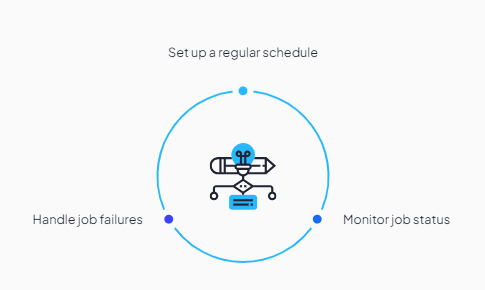 Set up a regular schedule
Handle job failures
Monitor job status